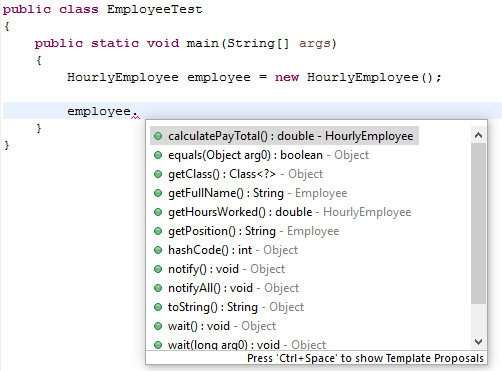 public class EmployeeTest
{
public static void main(String[] args)
{
HourlyEmployee employee = new HourlyEmployee();
employee.
calculatePayTotal() : double - HourlyEmployee
equals(Object arg0) : boolean - Object
getClass() : Class<?> - Object
getFullName() : String - Employee
getHoursWorked() : double - HourlyEmployee
getPosition() : String - Employee
hashCode() : int - Object
notify() : void - Object
notifyAll() : void - Object
toString() : String - Object
wait() : void - Object
wait(long arg0) : void - Object
Press 'Ctrl+Space' to show Template Proposals
}
}